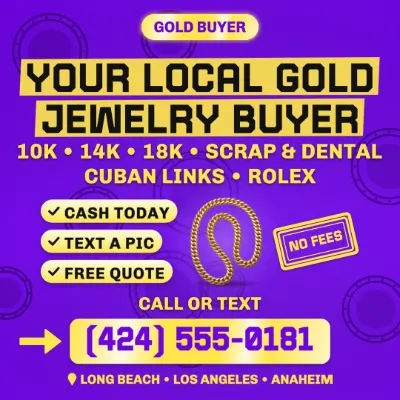 GOLD BUYER
YOUR LOCAL GOLD
JEWELRY BUYER
10K • 14K • 18K • SCRAP & DENTAL
CUBAN LINKS • ROLEX
✓ CASH TODAY
✓ TEXT A PIC
✓ FREE QUOTE
NO FEES
CALL OR TEXT
(424) 555-0181
LONG BEACH • LOS ANGELES • ANAHEIM